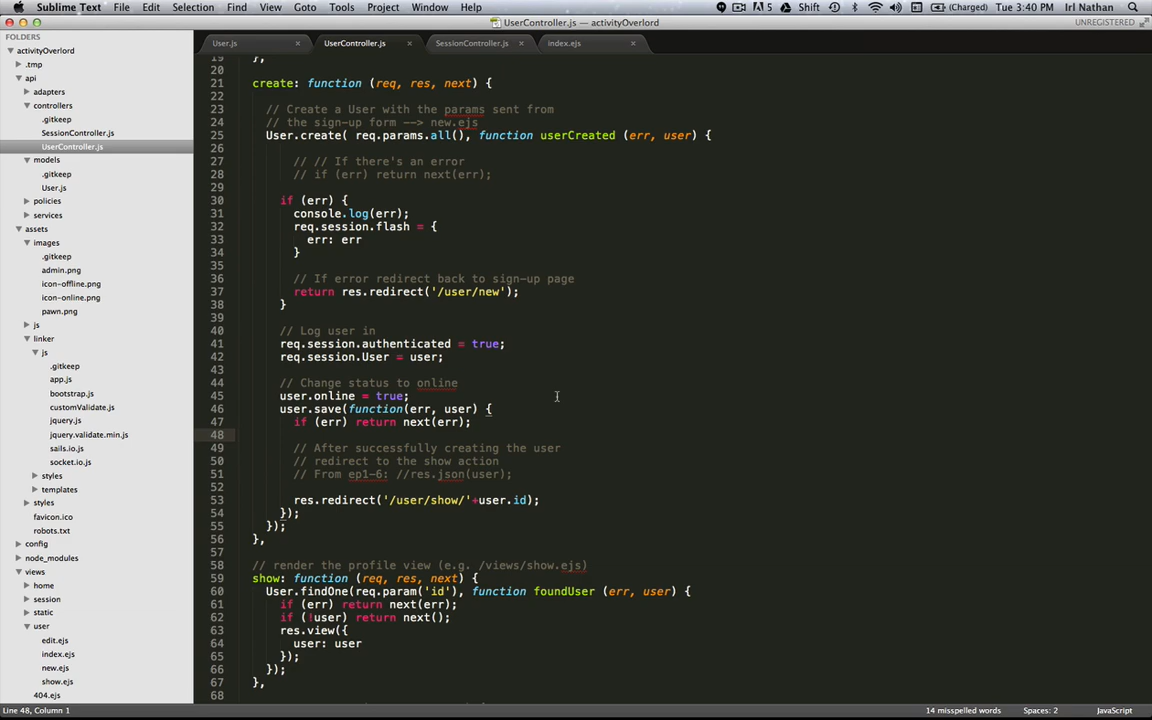 Sublime Text File Edit Selection Find View Goto Tools Project Window Help 5 Shift (Charged) Tue 3:40 PM Irl Nathan
UserController.js — activityOverlord UNREGISTERED
FOLDERS
activityOverlord
.tmp
api
adapters
controllers
.gitkeep
SessionController.js
UserController.js
models
.gitkeep
User.js
policies
services
assets
images
.gitkeep
admin.png
icon-offline.png
icon-online.png
pawn.png
js
linker
js
.gitkeep
app.js
bootstrap.js
customValidate.js
jquery.js
jquery.validate.min.js
sails.io.js
socket.io.js
styles
templates
styles
favicon.ico
robots.txt
config
node_modules
views
home
session
static
user
edit.ejs
index.ejs
new.ejs
show.ejs
404.ejs
User.js × UserController.js × SessionController.js × index.ejs ×
19 },
20
21 create: function (req, res, next) {
22
23 // Create a User with the params sent from
24 // the sign-up form --> new.ejs
25 User.create( req.params.all(), function userCreated (err, user) {
26
27 // // If there's an error
28 // if (err) return next(err);
29
30 if (err) {
31 console.log(err);
32 req.session.flash = {
33 err: err
34 }
35
36 // If error redirect back to sign-up page
37 return res.redirect('/user/new');
38 }
39
40 // Log user in
41 req.session.authenticated = true;
42 req.session.User = user;
43
44 // Change status to online
45 user.online = true;
46 user.save(function(err, user) {
47 if (err) return next(err);
48
49 // After successfully creating the user
50 // redirect to the show action
51 // From ep1-6: //res.json(user);
52
53 res.redirect('/user/show/'+user.id);
54 });
55 });
56 },
57
58 // render the profile view (e.g. /views/show.ejs)
59 show: function (req, res, next) {
60 User.findOne(req.param('id'), function foundUser (err, user) {
61 if (err) return next(err);
62 if (!user) return next();
63 res.view({
64 user: user
65 });
66 });
67 },
68
Line 48, Column 1 14 misspelled words Spaces: 2 JavaScript